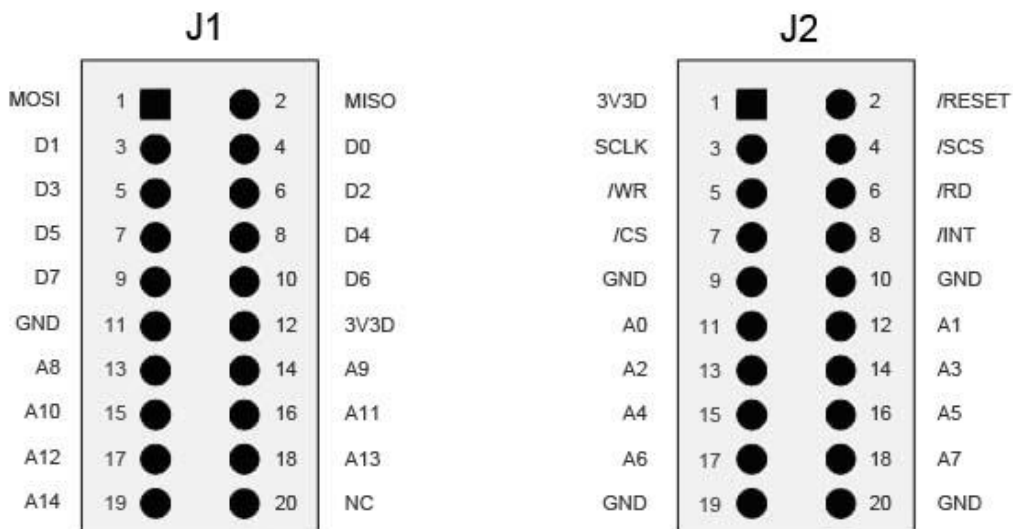 J1 J2
MOSI 1 2 MISO 3V3D 1 2 /RESET
D1 3 4 D0 SCLK 3 4 /SCS
D3 5 6 D2 /WR 5 6 /RD
D5 7 8 D4 /CS 7 8 /INT
D7 9 10 D6 GND 9 10 GND
GND 11 12 3V3D A0 11 12 A1
A8 13 14 A9 A2 13 14 A3
A10 15 16 A11 A4 15 16 A5
A12 17 18 A13 A6 17 18 A7
A14 19 20 NC GND 19 20 GND